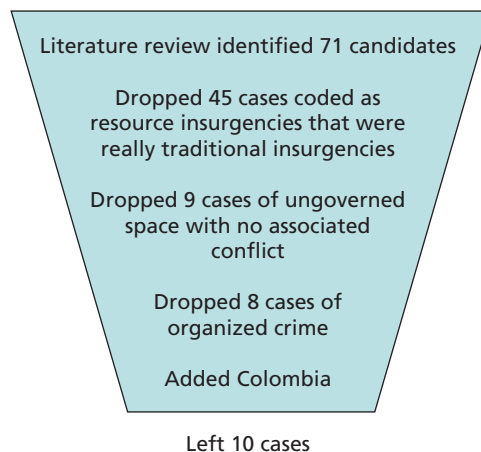 Literature review identified 71 candidates
Dropped 45 cases coded as
resource insurgencies that were
really traditional insurgencies
Dropped 9 cases of ungoverned
space with no associated
conflict
Dropped 8 cases of
organized crime
Added Colombia
Left 10 cases